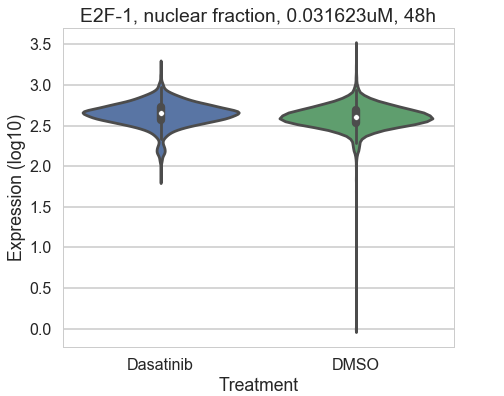 E2F-1, nuclear fraction, 0.031623uM, 48h
Expression (log10)
3.5
3.0
2.5
2.0
1.5
1.0
0.5
0.0
Dasatinib
DMSO
Treatment